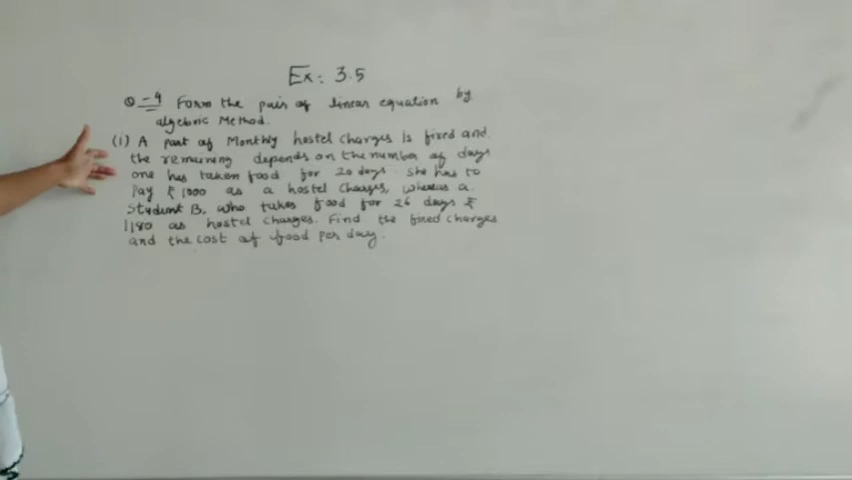 Ex: 3.5
Q-4 Form the pair of linear equation by
algebric Method.
(1) A part of Monthly hostel charges is fixed and
the remaining depends on the number of days
one has taken food for 20 days. She has to
Pay ₹ 1000 as a hostel charges, whereas a
Student B, who takes food for 26 days ₹
1180 as hostel charges. Find the fixed charges
and the cost of food per day.